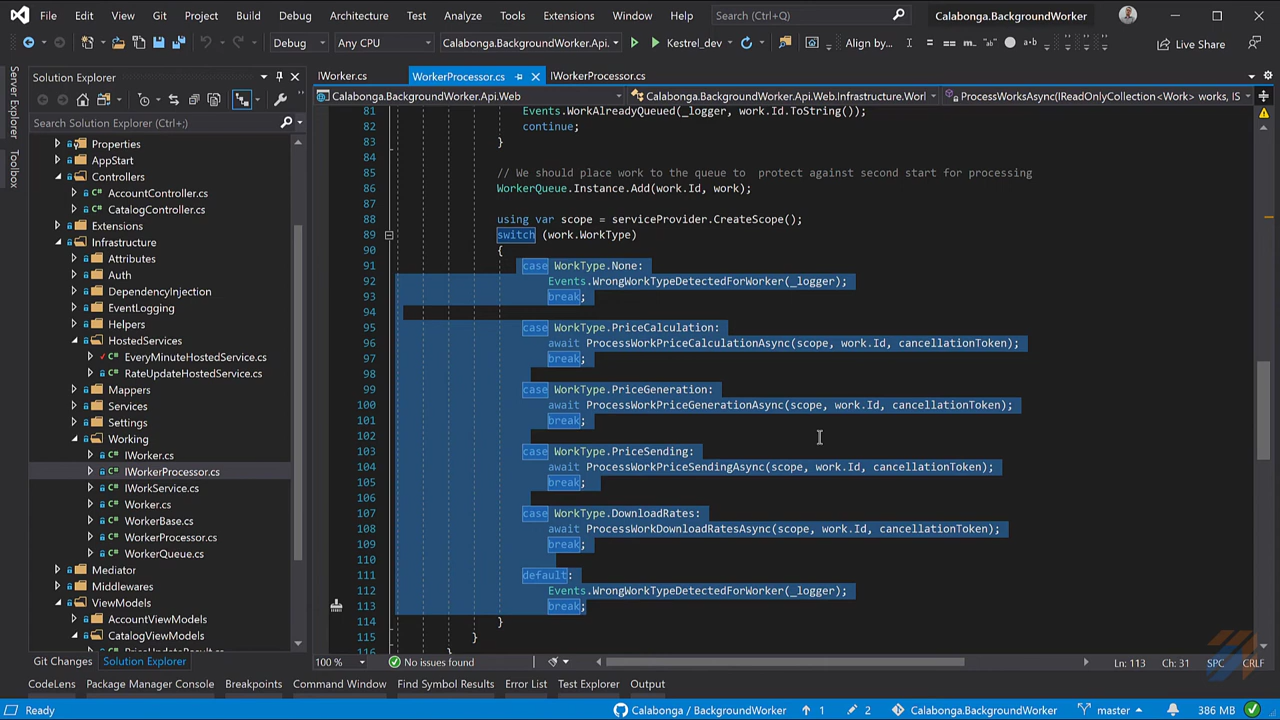 File Edit View Git Project Build Debug Architecture Test Analyze Tools Extensions Window Help Search (Ctrl+Q) Calabonga.BackgroundWorker
Debug Any CPU Calabonga.BackgroundWorker.Api. Kestrel_dev Align by... Live Share
Server Explorer
Toolbox
Solution Explorer
Search Solution Explorer (Ctrl+;)
Properties
AppStart
Controllers
AccountController.cs
CatalogController.cs
Extensions
Infrastructure
Attributes
Auth
DependencyInjection
EventLogging
Helpers
HostedServices
EveryMinuteHostedService.cs
RateUpdateHostedService.cs
Mappers
Services
Settings
Working
IWorker.cs
IWorkerProcessor.cs
IWorkService.cs
Worker.cs
WorkerBase.cs
WorkerProcessor.cs
WorkerQueue.cs
Mediator
Middlewares
ViewModels
AccountViewModels
CatalogViewModels
PriceUpdateResult.cs
Git Changes Solution Explorer
IWorker.cs WorkerProcessor.cs IWorkerProcessor.cs
Calabonga.BackgroundWorker.Api.Web Calabonga.BackgroundWorker.Api.Web.Infrastructure.Worl ProcessWorksAsync(IReadOnlyCollection<Work> works, IS
81 Events.WorkAlreadyQueued(_logger, work.Id.ToString());
82 continue;
83 }
84
85 // We should place work to the queue to  protect against second start for processing
86 WorkerQueue.Instance.Add(work.Id, work);
87
88 using var scope = serviceProvider.CreateScope();
89 switch (work.WorkType)
90 {
91 case WorkType.None:
92 Events.WrongWorkTypeDetectedForWorker(_logger);
93 break;
94
95 case WorkType.PriceCalculation:
96 await ProcessWorkPriceCalculationAsync(scope, work.Id, cancellationToken);
97 break;
98
99 case WorkType.PriceGeneration:
100 await ProcessWorkPriceGenerationAsync(scope, work.Id, cancellationToken);
101 break;
102
103 case WorkType.PriceSending:
104 await ProcessWorkPriceSendingAsync(scope, work.Id, cancellationToken);
105 break;
106
107 case WorkType.DownloadRates:
108 await ProcessWorkDownloadRatesAsync(scope, work.Id, cancellationToken);
109 break;
110
111 default:
112 Events.WrongWorkTypeDetectedForWorker(_logger);
113 break;
114 }
115 }
116 }
100 % No issues found Ln: 113 Ch: 31 SPC CRLF
CodeLens Package Manager Console Breakpoints Command Window Find Symbol Results Error List Test Explorer Output
Ready Calabonga / BackgroundWorker 1 2 Calabonga.BackgroundWorker master 386 MB